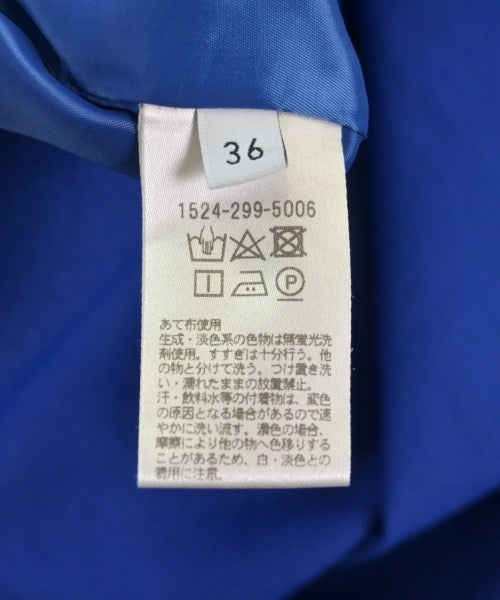 36
1524-299-5006
P
あて布使用
生成・淡色系の色物は無蛍光洗
剤使用。すすぎは十分行う。他
の物と分けて洗う。つけ置き洗
い・濡れたままの放置禁止。
汗・飲料水等の付着物は、変色
の原因となる場合があるので速
やかに洗い流す。濃色の場合、
摩擦により他の物へ色移りする
ことがあるため、白・淡色との
着用に注意。